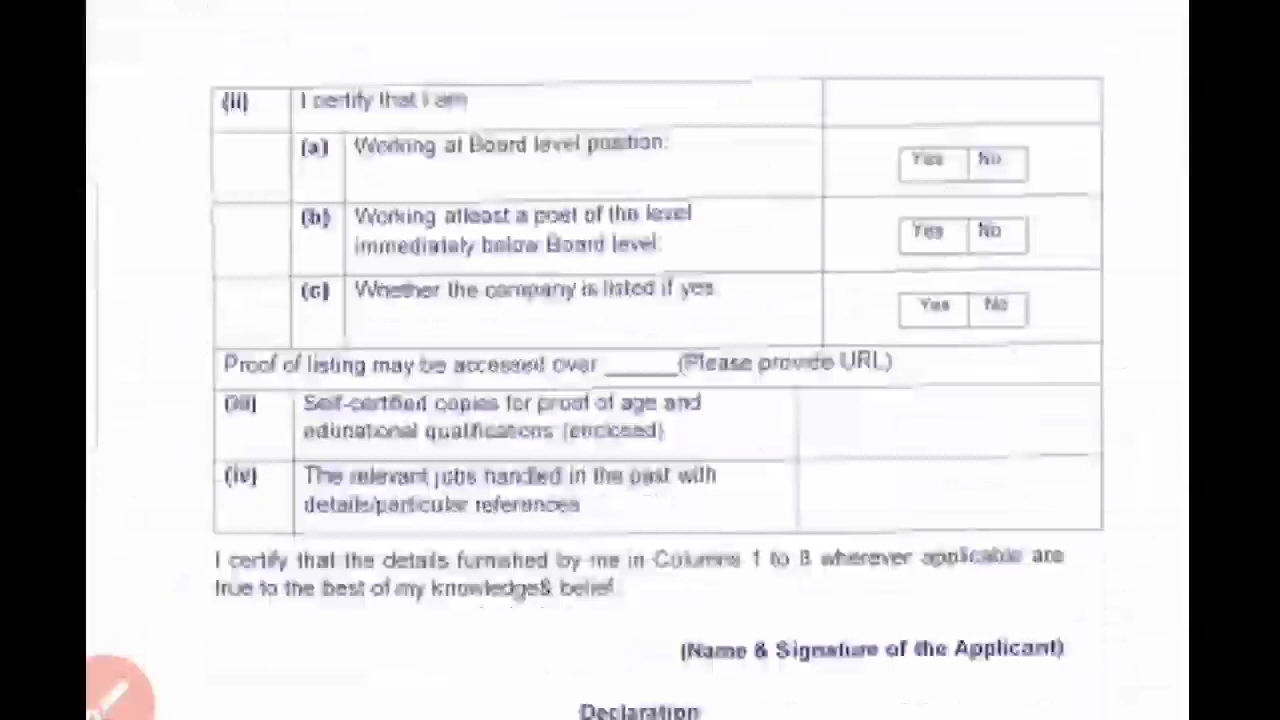 (ii) I certify that I am
(a) Working at Board level position: Yes No
(b) Working atleast a post of the level
immediately below Board level: Yes No
(c) Whether the company is listed if yes Yes No
Proof of listing may be accessed over ______(Please provide URL)
(iii) Self-certified copies for proof of age and
educational qualifications (enclosed)
(iv) The relevant jobs handled in the past with
details/particular references
I certify that the details furnished by me in Columns 1 to 8 wherever applicable are
true to the best of my knowledge& belief.
(Name & Signature of the Applicant)
Declaration